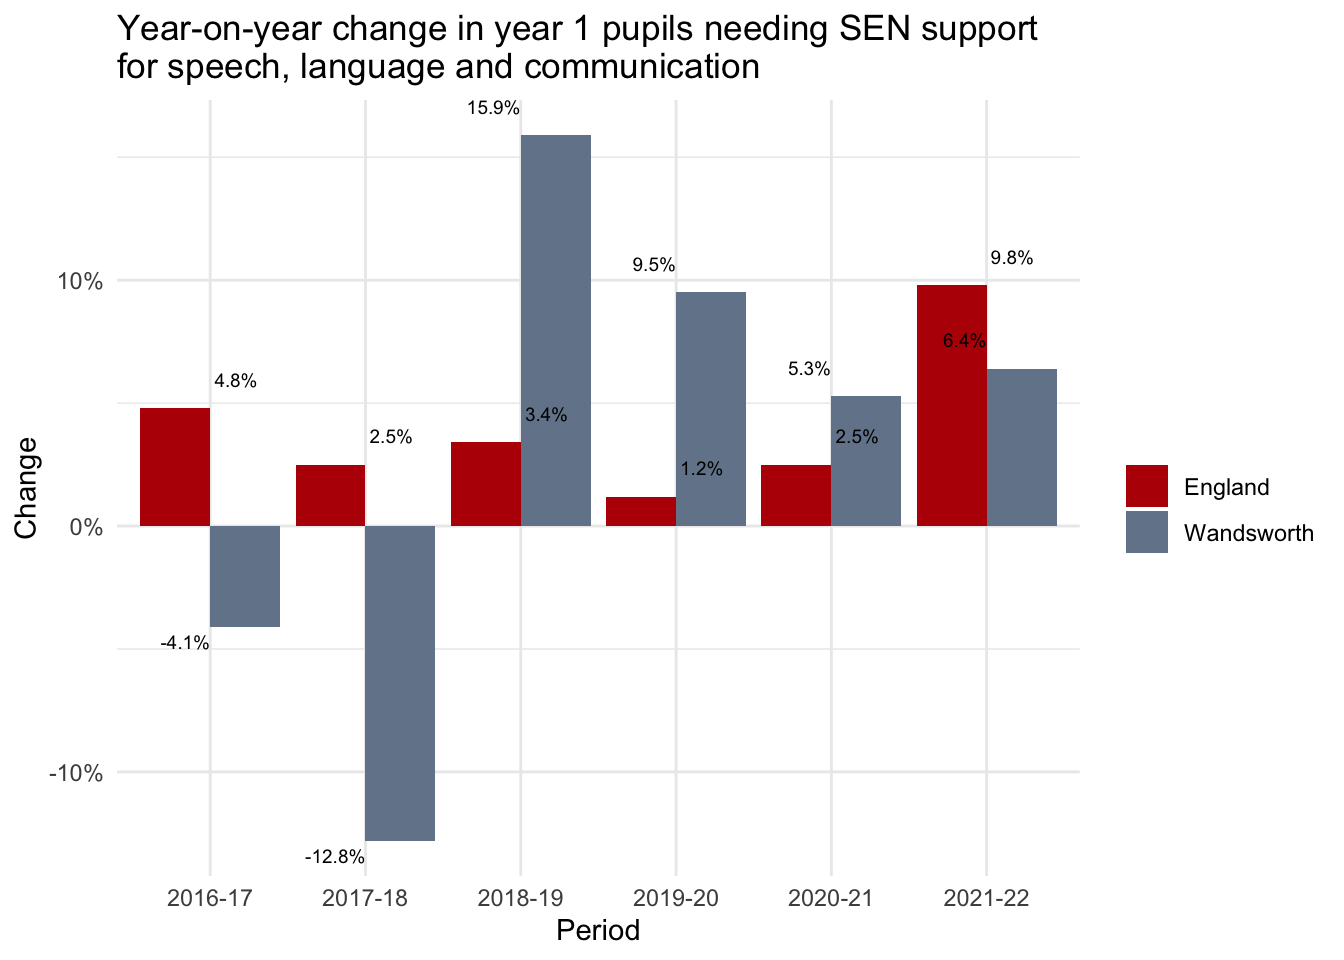 Year-on-year change in year 1 pupils needing SEN support
for speech, language and communication
15.9%
9.8%
9.5%
10%
6.4%
5.3%
4.8%
3.4%
2.5%
2.5%
1.2%
Change
England
0%
Wandsworth
-4.1%
-10%
-12.8%
2016-17 2017-18 2018-19 2019-20 2020-21 2021-22
Period